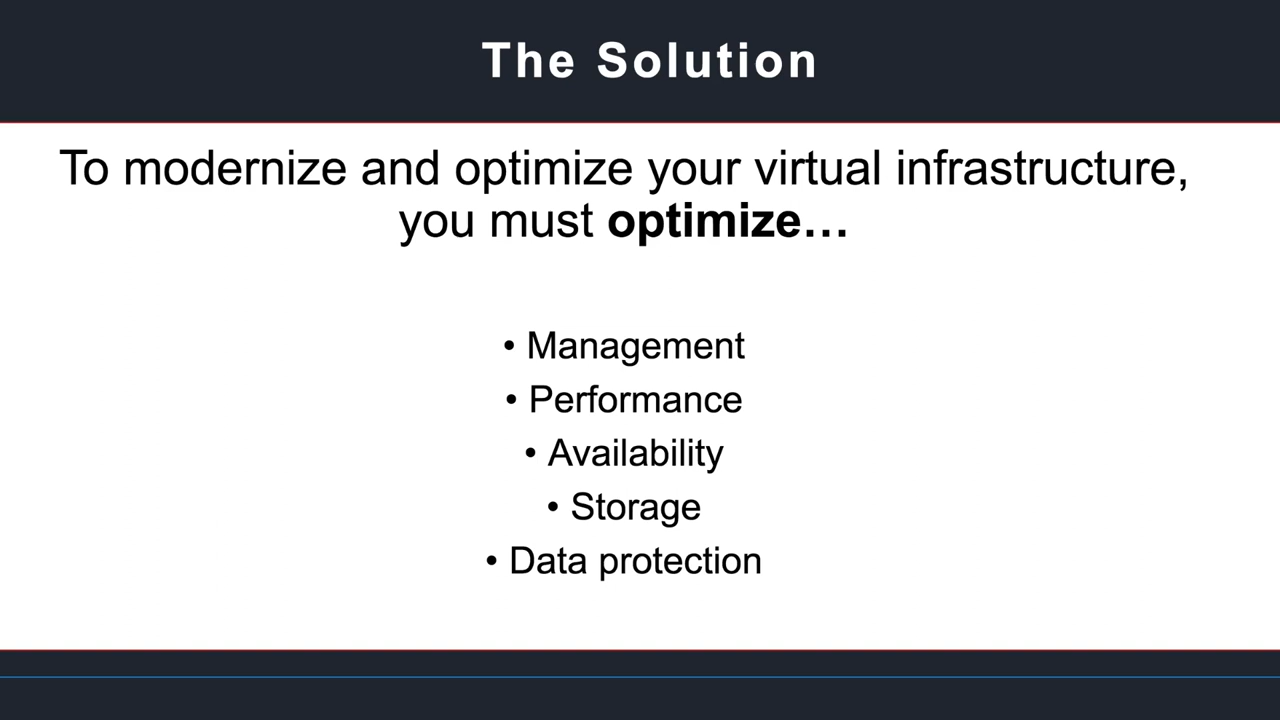 The Solution
To modernize and optimize your virtual infrastructure,
you must optimize…
• Management
• Performance
• Availability
• Storage
• Data protection